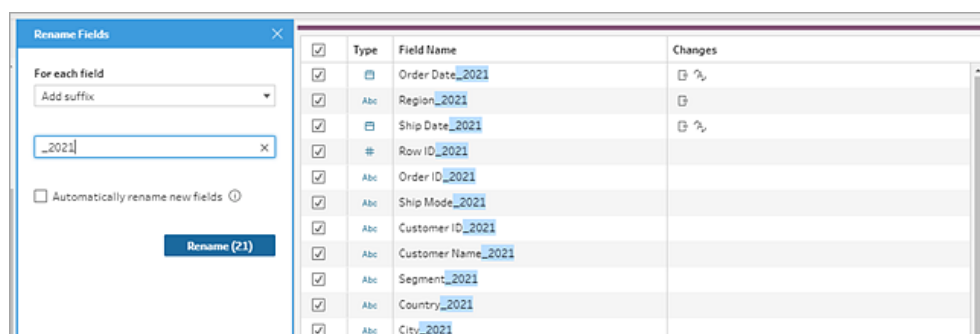 Rename Fields
For each field
Add suffix
_2021
Automatically rename new fields
Rename (21)
Type Field Name Changes
Order Date_2021
Abc Region_2021
Ship Date_2021
# Row ID_2021
Abc Order ID_2021
Abc Ship Mode_2021
Abc Customer ID_2021
Abc Customer Name_2021
Abc Segment_2021
Abc Country_2021
Abc City_2021